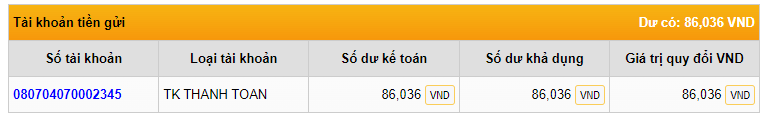 Tài khoản tiền gửi Dư có: 86,036 VND
Số tài khoản Loại tài khoản Số dư kế toán Số dư khả dụng Giá trị quy đổi VND
080704070002345 TK THANH TOAN 86,036 VND 86,036 VND 86,036 VND